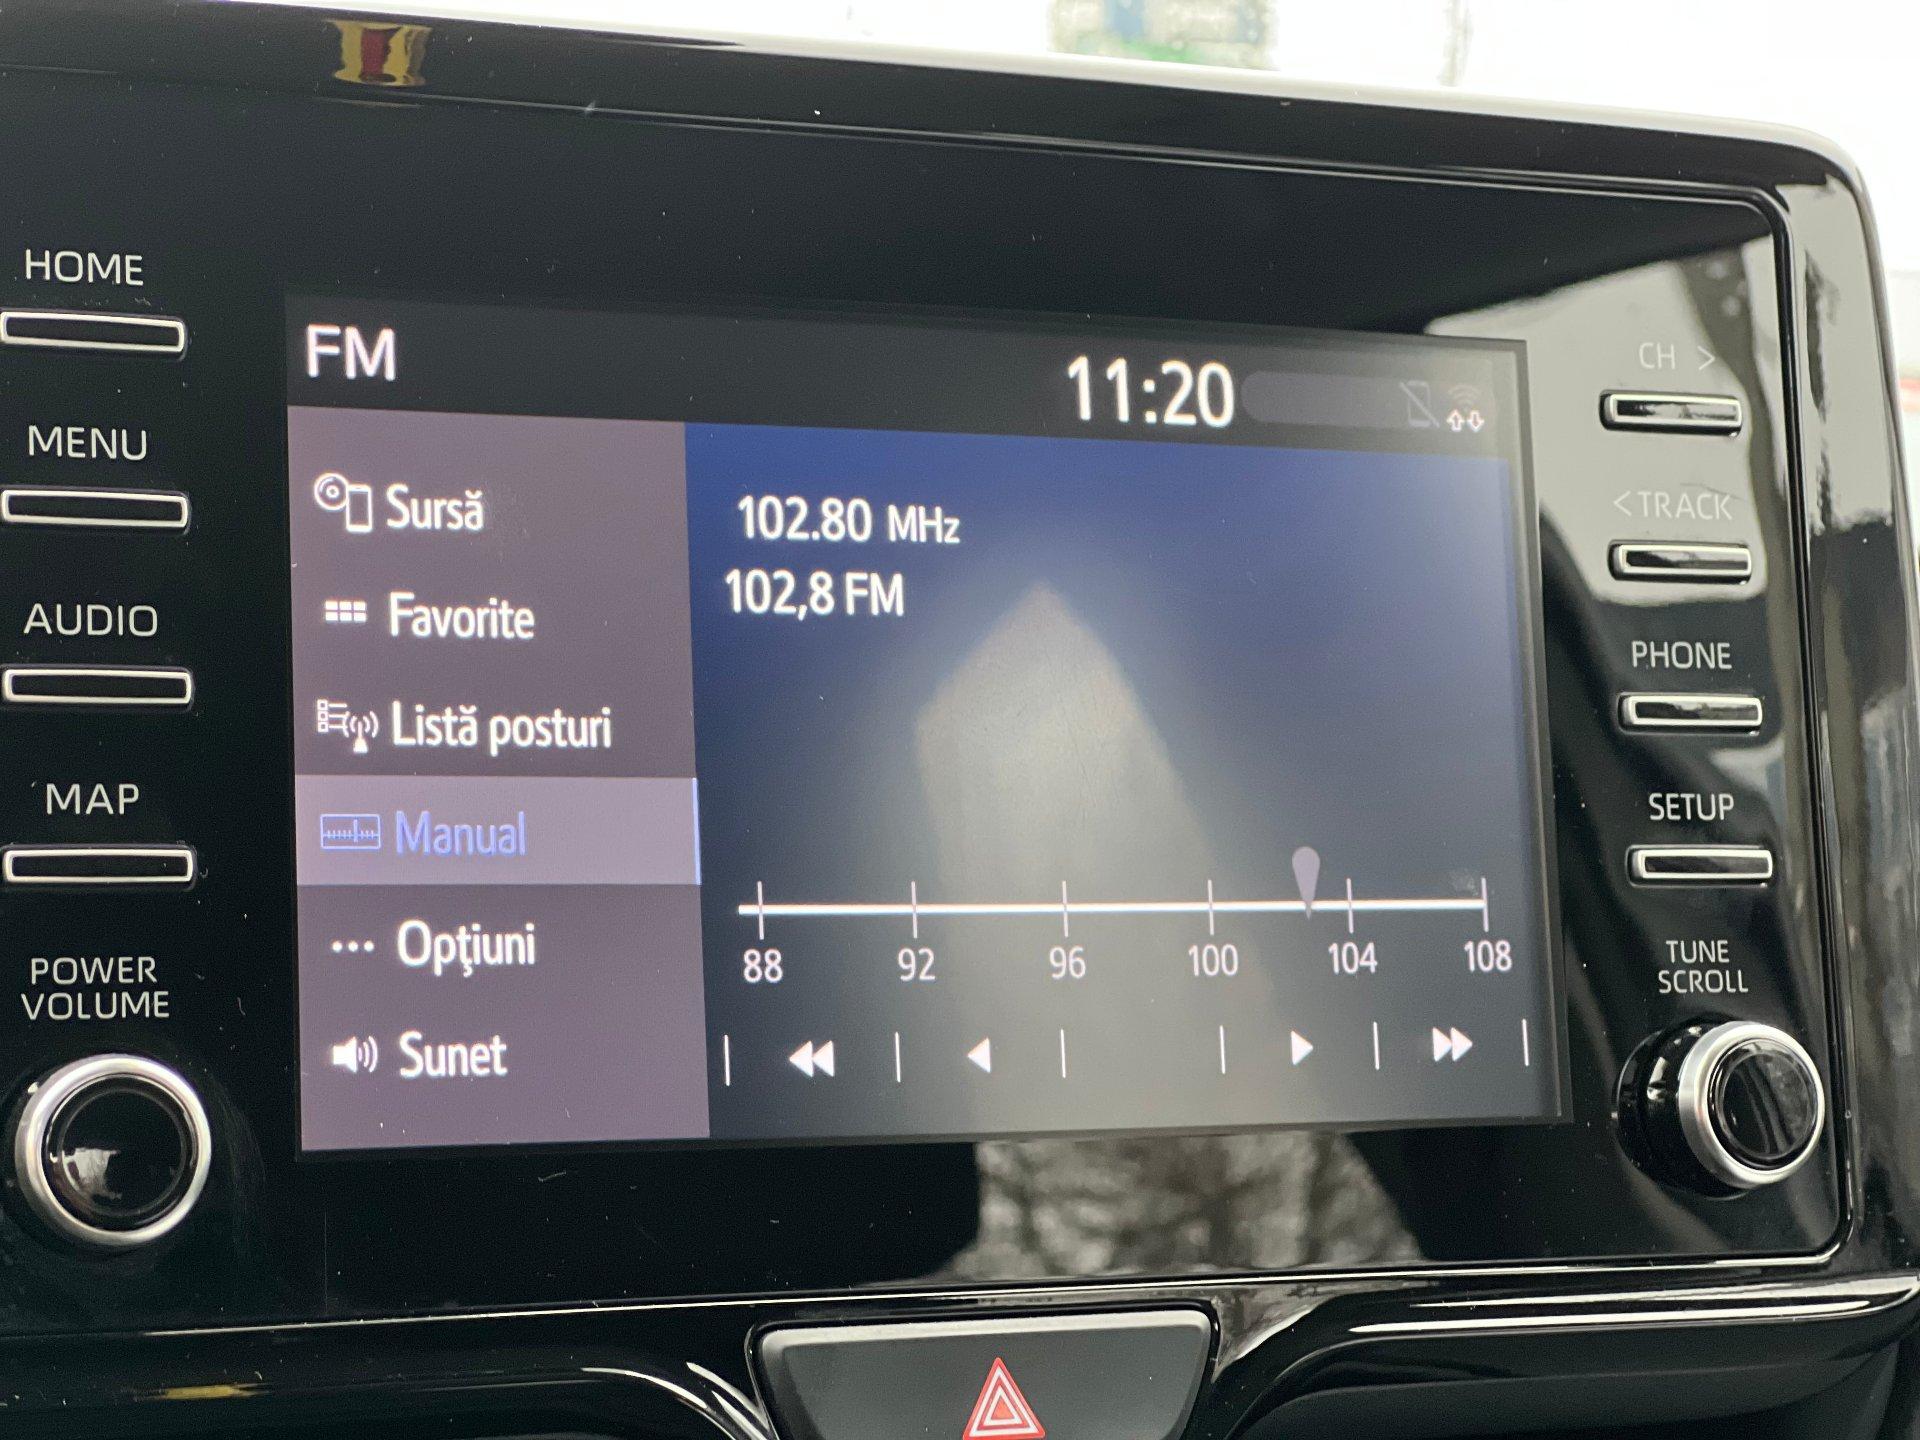 HOME
MENU
AUDIO
MAP
POWER
VOLUME
FM
11:20
Sursă
Favorite
Listă posturi
Manual
Opţiuni
Sunet
102.80 MHz
102,8 FM
88 92 96 100 104 108
CH >
< TRACK
PHONE
SETUP
TUNE
SCROLL